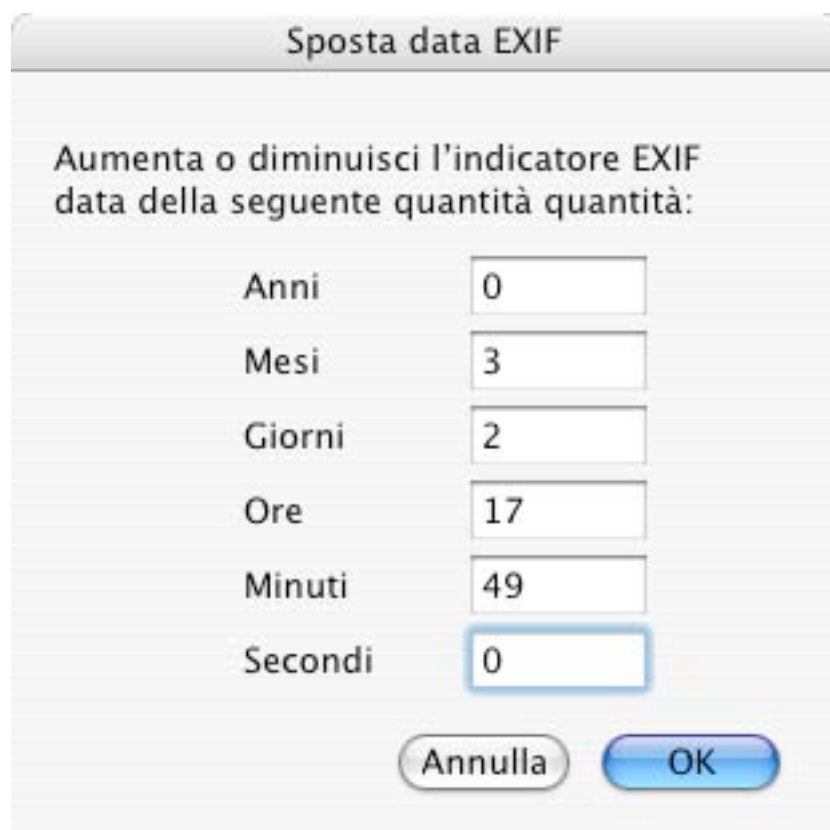 Sposta data EXIF
Aumenta o diminuisci l'indicatore EXIF
data della seguente quantità quantità:
Anni 0
Mesi 3
Giorni 2
Ore 17
Minuti 49
Secondi 0
Annulla OK